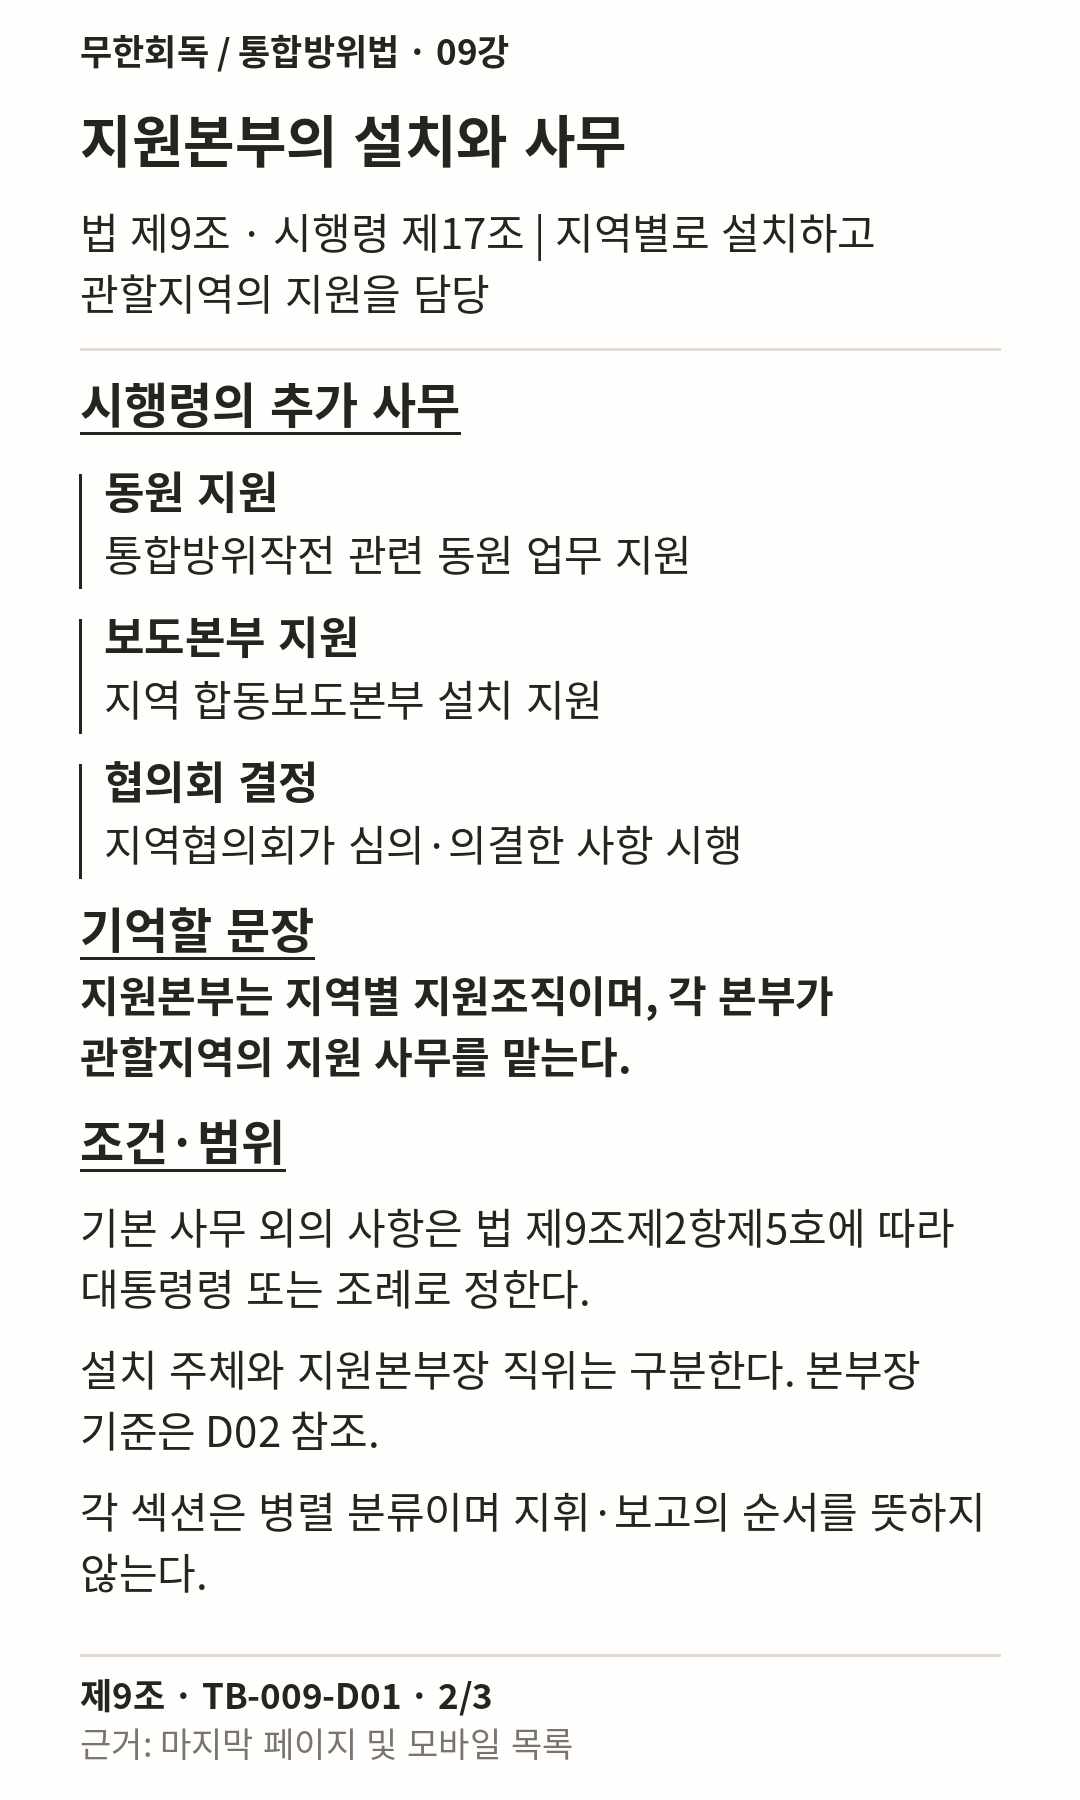 무한회독 / 통합방위법 · 09강
지원본부의 설치와 사무
법 제9조 · 시행령 제17조 | 지역별로 설치하고
관할지역의 지원을 담당
시행령의 추가 사무
동원 지원
통합방위작전 관련 동원 업무 지원
보도본부 지원
지역 합동보도본부 설치 지원
협의회 결정
지역협의회가 심의·의결한 사항 시행
기억할 문장
지원본부는 지역별 지원조직이며, 각 본부가
관할지역의 지원 사무를 맡는다.
조건·범위
기본 사무 외의 사항은 법 제9조제2항제5호에 따라
대통령령 또는 조례로 정한다.
설치 주체와 지원본부장 직위는 구분한다. 본부장
기준은 D02 참조.
각 섹션은 병렬 분류이며 지휘·보고의 순서를 뜻하지
않는다.
제9조 · TB-009-D01 · 2/3
근거: 마지막 페이지 및 모바일 목록